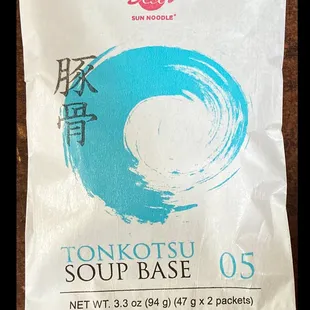 SUN NOODLE
豚骨
TONKOTSU
SOUP BASE 05
NET WT. 3.3 oz (94 g) (47 g x 2 packets)